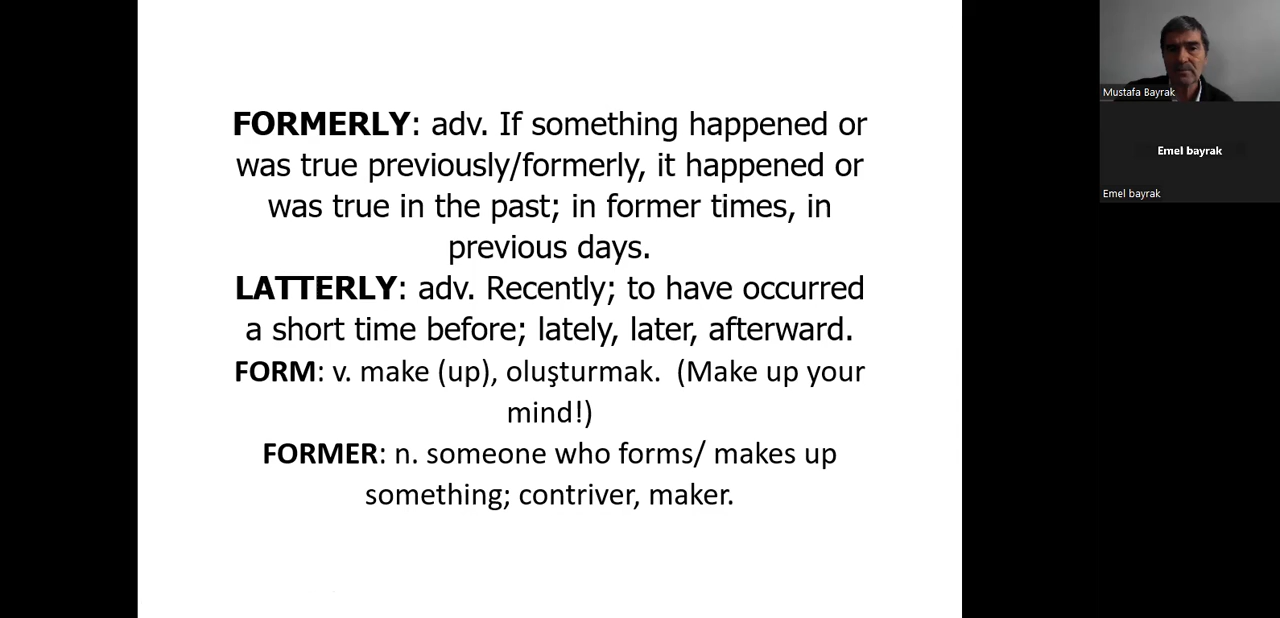 FORMERLY: adv. If something happened or
was true previously/formerly, it happened or
was true in the past; in former times, in
previous days.
LATTERLY: adv. Recently; to have occurred
a short time before; lately, later, afterward.
FORM: v. make (up), oluşturmak.  (Make up your
mind!)
FORMER: n. someone who forms/ makes up
something; contriver, maker.
Mustafa Bayrak
Emel bayrak
Emel bayrak